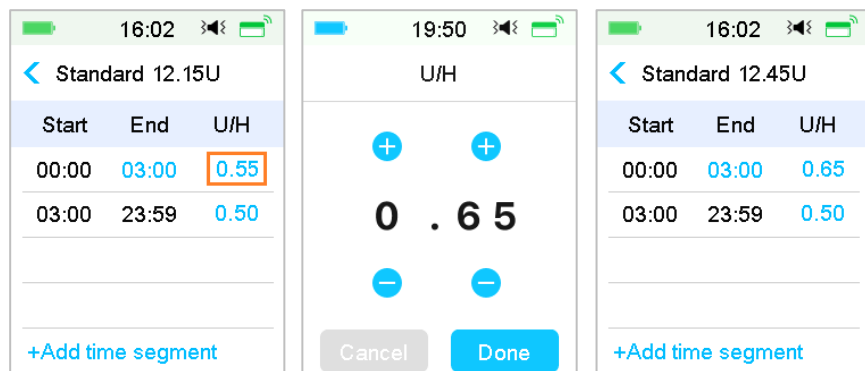 16:02
Standard 12.15U
Start End U/H
00:00 03:00 0.55
03:00 23:59 0.50
+Add time segment
19:50
U/H
0 . 65
Cancel Done
16:02
Standard 12.45U
Start End U/H
00:00 03:00 0.65
03:00 23:59 0.50
+Add time segment